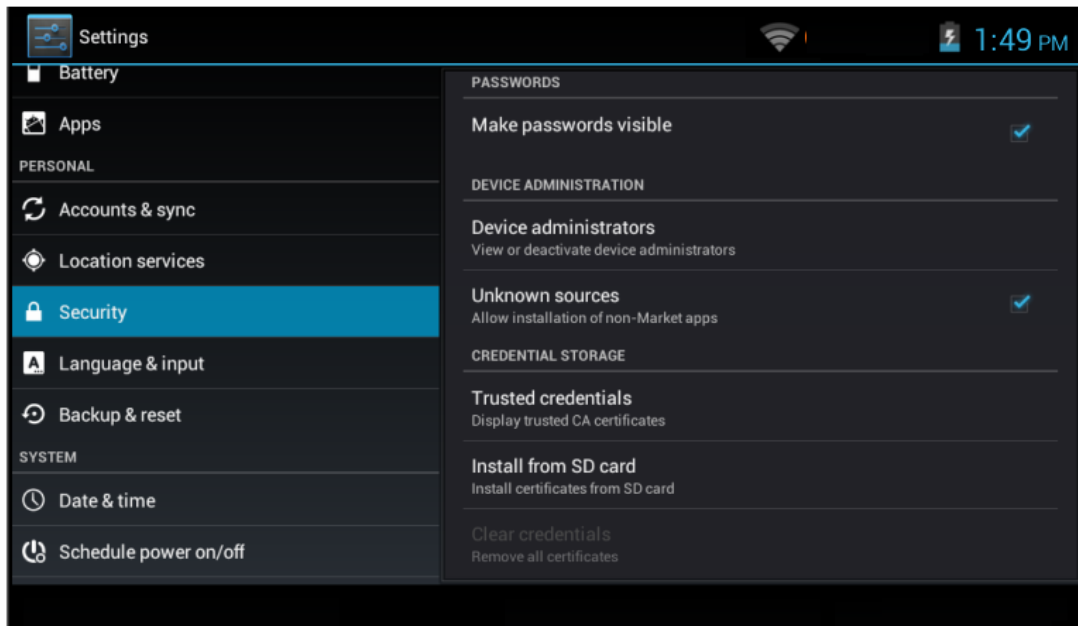 Settings
1:49 PM
Battery
Apps
PERSONAL
Accounts & sync
Location services
Security
Language & input
Backup & reset
SYSTEM
Date & time
Schedule power on/off
PASSWORDS
Make passwords visible
DEVICE ADMINISTRATION
Device administrators
View or deactivate device administrators
Unknown sources
Allow installation of non-Market apps
CREDENTIAL STORAGE
Trusted credentials
Display trusted CA certificates
Install from SD card
Install certificates from SD card
Clear credentials
Remove all certificates